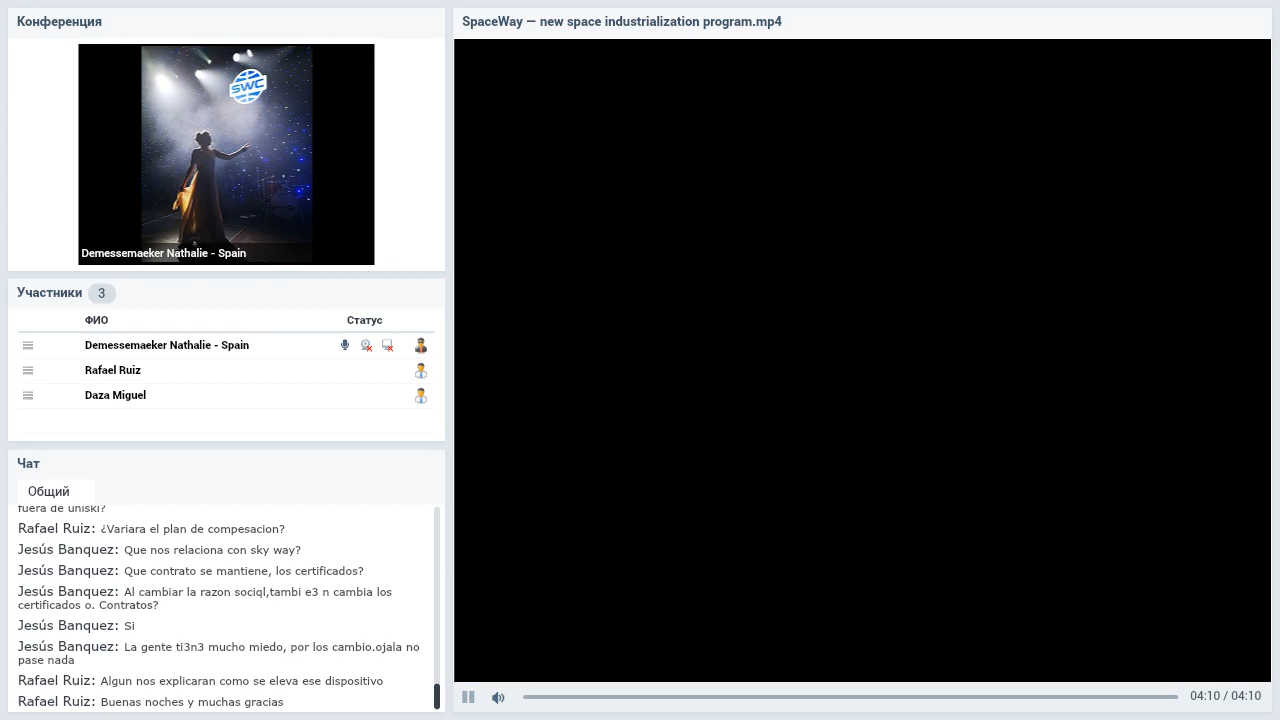 Конференция
SWC
Demessemaeker Nathalie - Spain
Участники 3
ФИО Статус
Demessemaeker Nathalie - Spain
Rafael Ruiz
Daza Miguel
Чат
Общий
fuera de uniski?
Rafael Ruiz: ¿Variara el plan de compesacion?
Jesús Banquez: Que nos relaciona con sky way?
Jesús Banquez: Que contrato se mantiene, los certificados?
Jesús Banquez: Al cambiar la razon sociql,tambi e3 n cambia los
certificados o. Contratos?
Jesús Banquez: Si
Jesús Banquez: La gente ti3n3 mucho miedo, por los cambio.ojala no
pase nada
Rafael Ruiz: Algun nos explicaran como se eleva ese dispositivo
Rafael Ruiz: Buenas noches y muchas gracias
SpaceWay — new space industrialization program.mp4
04:10 / 04:10